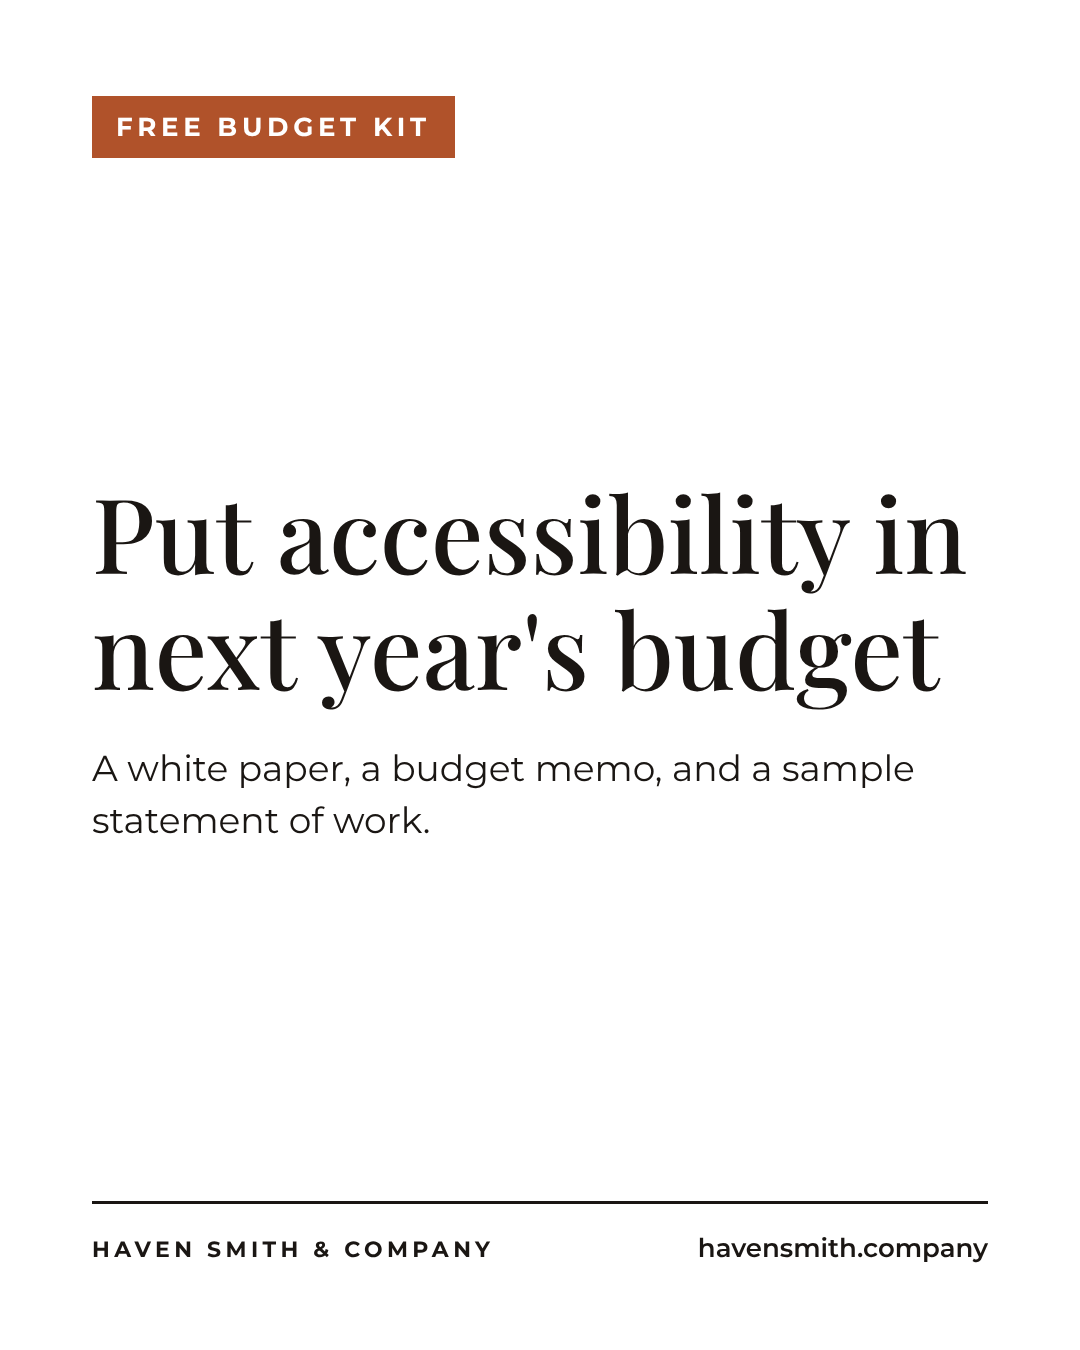 FREE BUDGET KIT
Put accessibility in
next year's budget
A white paper, a budget memo, and a sample
statement of work.
HAVEN SMITH & COMPANY
havensmith.company